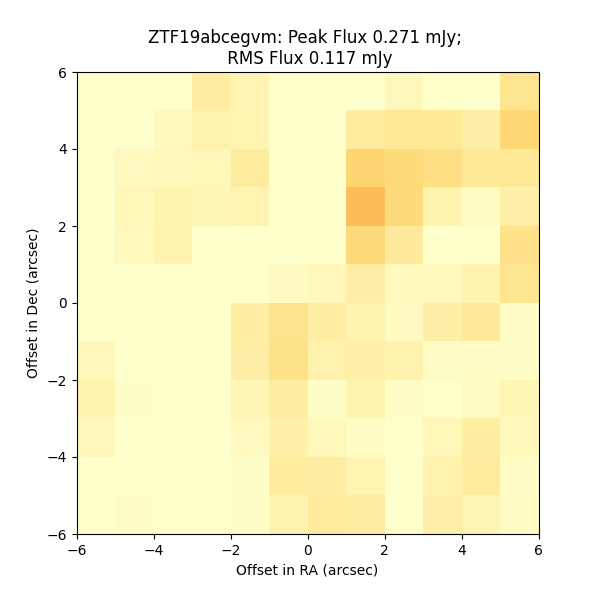 ZTF19abcegvm: Peak Flux 0.271 mJy;
RMS Flux 0.117 mJy
6
4
2
0
−2
−4
−6
Offset in Dec (arcsec)
−6 −4 −2 0 2 4 6
Offset in RA (arcsec)